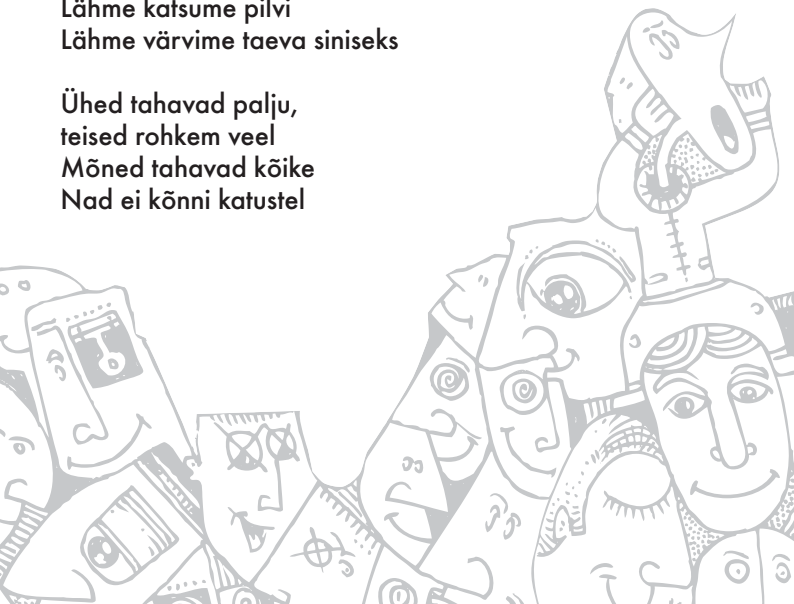 Lähme katsume pilvi
Lähme värvime taeva siniseks
Ühed tahavad palju,
teised rohkem veel
Mõned tahavad kõike
Nad ei kõnni katustel